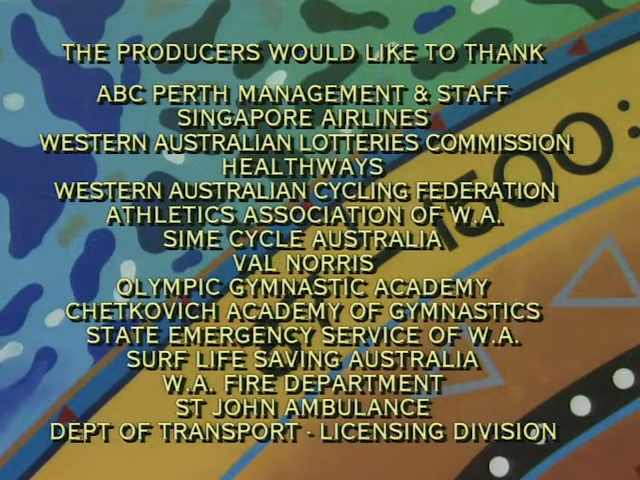 THE PRODUCERS WOULD LIKE TO THANK
ABC PERTH MANAGEMENT & STAFF
SINGAPORE AIRLINES
WESTERN AUSTRALIAN LOTTERIES COMMISSION
HEALTHWAYS
WESTERN AUSTRALIAN CYCLING FEDERATION
ATHLETICS ASSOCIATION OF W.A.
SIME CYCLE AUSTRALIA
VAL NORRIS
OLYMPIC GYMNASTIC ACADEMY
CHETKOVICH ACADEMY OF GYMNASTICS
STATE EMERGENCY SERVICE OF W.A.
SURF LIFE SAVING AUSTRALIA
W.A. FIRE DEPARTMENT
ST JOHN AMBULANCE
DEPT OF TRANSPORT - LICENSING DIVISION
1500: